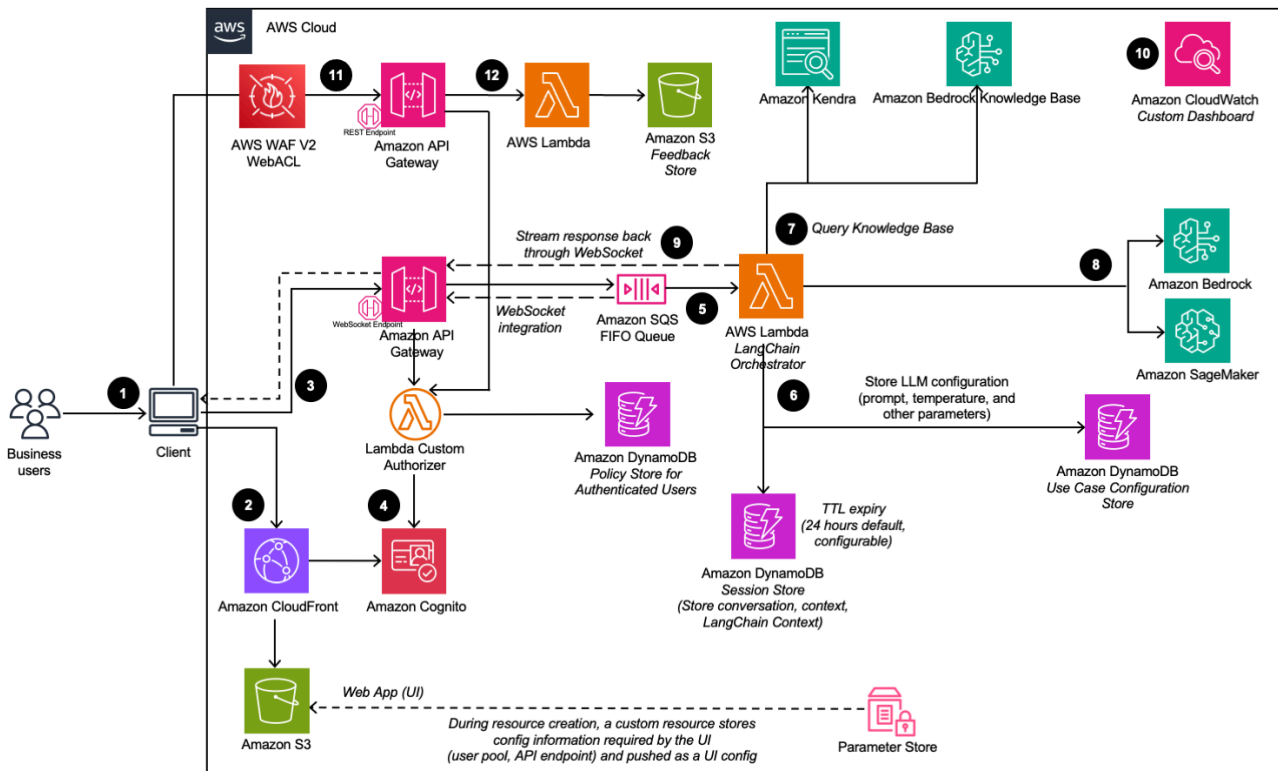 aws
AWS Cloud
11
12
10
AWS WAF V2
WebACL
REST Endpoint
Amazon API
Gateway
AWS Lambda
Amazon S3
Feedback
Store
Amazon Kendra
Amazon Bedrock Knowledge Base
Amazon CloudWatch
Custom Dashboard
Stream response back
through WebSocket
9
7
Query Knowledge Base
8
Amazon Bedrock
Amazon SageMaker
WebSocket Endpoint
Amazon API
Gateway
WebSocket
integration
Amazon SQS
FIFO Queue
5
AWS Lambda
LangChain
Orchestrator
1
3
Business
users
Client
Lambda Custom
Authorizer
Amazon DynamoDB
Policy Store for
Authenticated Users
6
Store LLM configuration
(prompt, temperature, and
other parameters)
Amazon DynamoDB
Use Case Configuration
Store
2
4
Amazon CloudFront
Amazon Cognito
TTL expiry
(24 hours default,
configurable)
Amazon DynamoDB
Session Store
(Store conversation, context,
LangChain Context)
Amazon S3
Web App (UI)
During resource creation, a custom resource stores
config information required by the UI
(user pool, API endpoint) and pushed as a UI config
Parameter Store